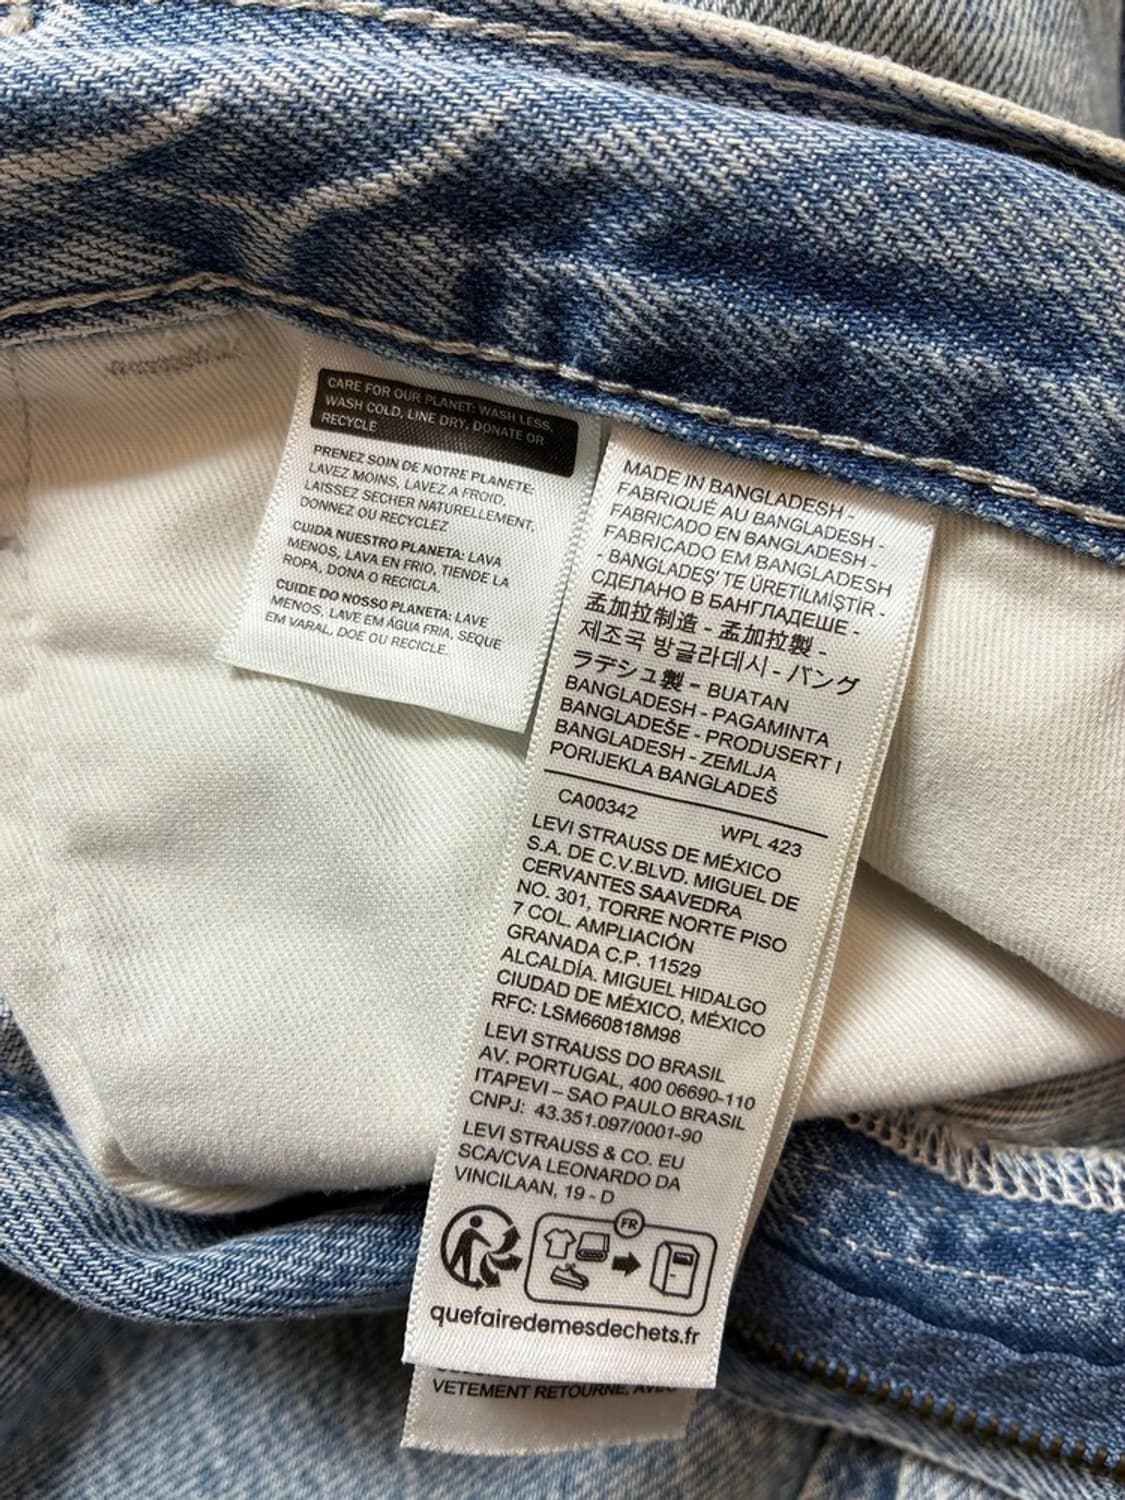 CARE FOR OUR PLANET: WASH LESS,
WASH COLD, LINE DRY, DONATE OR
RECYCLE
PRENEZ SOIN DE NOTRE PLANETE:
LAVEZ MOINS, LAVEZ A FROID,
LAISSEZ SECHER NATURELLEMENT,
DONNEZ OU RECYCLEZ
CUIDA NUESTRO PLANETA: LAVA
MENOS, LAVA EN FRIO, TIENDE LA
ROPA, DONA O RECICLA.
CUIDE DO NOSSO PLANETA: LAVE
MENOS, LAVE EM ÁGUA FRIA, SEQUE
EM VARAL, DOE OU RECICLE.
MADE IN BANGLADESH -
FABRIQUÉ AU BANGLADESH -
FABRICADO EN BANGLADESH -
FABRICADO EM BANGLADESH
- BANGLADEŞ' TE ÜRETİLMİŞTİR -
СДЕЛАНО В БАНГЛАДЕШЕ -
孟加拉制造 - 孟加拉製 -
제조국 방글라데시 - バング
ラデシュ製 - BUATAN
BANGLADESH - PAGAMINTA
BANGLADEŠE - PRODUSERT I
BANGLADESH - ZEMLJA
PORIJEKLA BANGLADEŠ
CA00342 WPL 423
LEVI STRAUSS DE MÉXICO
S.A. DE C.V.BLVD. MIGUEL DE
CERVANTES SAAVEDRA
NO. 301, TORRE NORTE PISO
7 COL. AMPLIACIÓN
GRANADA C.P. 11529
ALCALDÍA. MIGUEL HIDALGO
CIUDAD DE MÉXICO, MÉXICO
RFC: LSM660818M98
LEVI STRAUSS DO BRASIL
AV. PORTUGAL, 400 06690-110
ITAPEVI – SAO PAULO BRASIL
CNPJ: 43.351.097/0001-90
LEVI STRAUSS & CO. EU
SCA/CVA LEONARDO DA
VINCILAAN, 19 - D
FR
quefairedemesdechets.fr
VETEMENT RETOURNE,